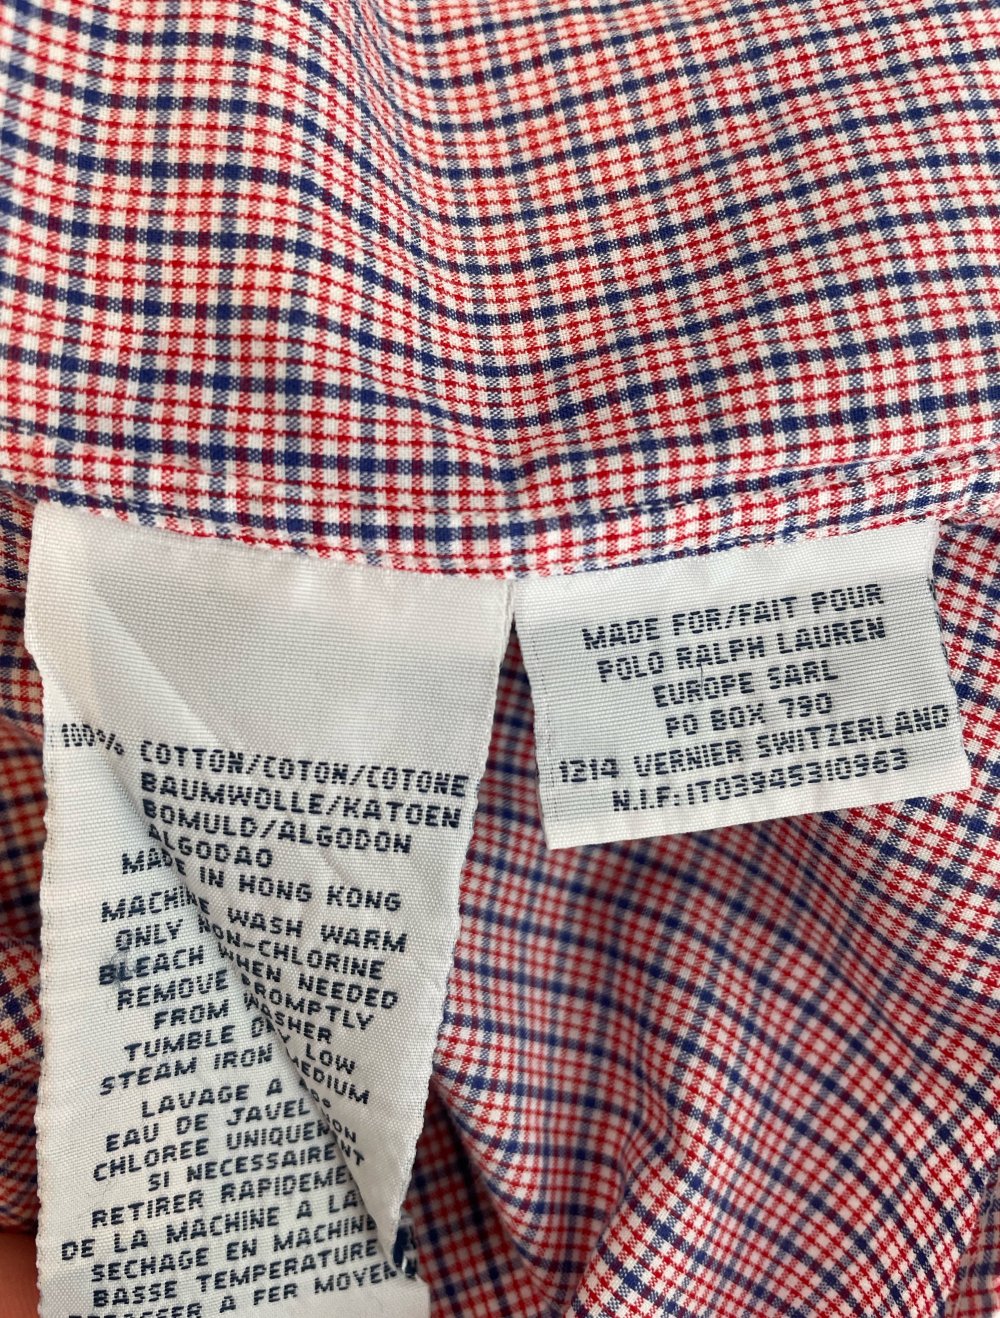 100% COTTON/COTON/COTONE
BAUMWOLLE/KATOEN
BOMULD/ALGODON
ALGODAO
MADE IN HONG KONG
MACHINE WASH WARM
ONLY NON-CHLORINE
BLEACH WHEN NEEDED
REMOVE PROMPTLY
FROM WASHER
TUMBLE DRY LOW
STEAM IRON MEDIUM
LAVAGE A
EAU DE JAVEL NON
CHLOREE UNIQUEMENT
SI NECESSAIRE
RETIRER RAPIDEMENT
DE LA MACHINE A LA
SECHAGE EN MACHINE
BASSE TEMPERATURE
A FER MOYEN
MADE FOR/FAIT POUR
POLO RALPH LAUREN
EUROPE SARL
PO BOX 790
1214 VERNIER SWITZERLAND
N.I.F:IT03945310963